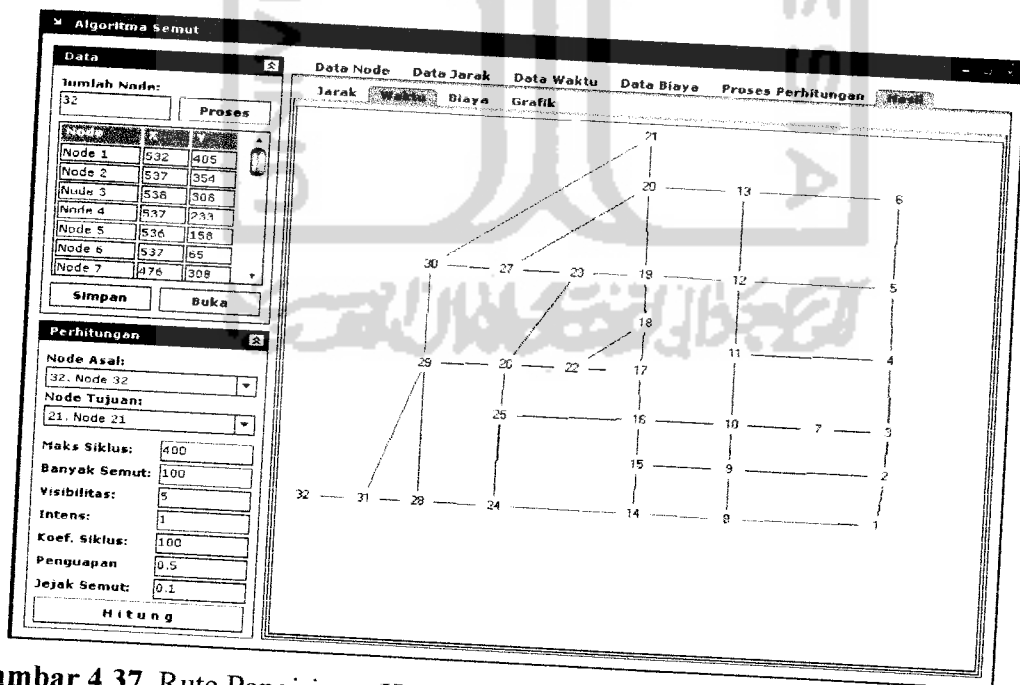 Algoritma Semut
Data
Jumlah Node:
32
Proses
Node X Y
Node 1 532 405
Node 2 537 354
Node 3 538 308
Node 4 537 233
Node 5 536 158
Node 6 537 65
Node 7 476 308
Simpan Buka
Perhitungan
Node Asal:
32. Node 32
Node Tujuan:
21. Node 21
Maks Siklus: 400
Banyak Semut: 100
Visibilitas: 5
Intens: 1
Koef. Siklus: 100
Penguapan 0.5
Jejak Semut: 0.1
Hitung
Data Node Data Jarak Data Waktu Data Biaya Proses Perhitungan Hasil
Jarak Waktu Biaya Grafik
21
20 13 6
30 27 23 19 12 5
18
29 26 22 17 11 4
25 16 10 7 3
15 9 2
32 31 28 24 14 8 1
4.37. Rute